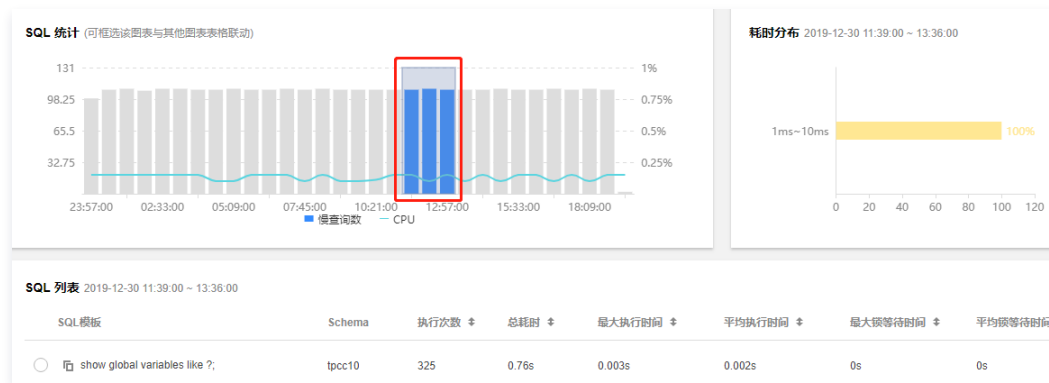 SQL 统计 (可框选该图表与其他图表表格联动)
131
98.25
65.5
32.75
1%
0.75%
0.5%
0.25%
23:57:00 02:33:00 05:09:00 07:45:00 10:21:00 12:57:00 15:33:00 18:09:00
慢查询数 CPU
耗时分布 2019-12-30 11:39:00 ~ 13:36:00
1ms~10ms 100%
0 20 40 60 80 100 120
SQL 列表 2019-12-30 11:39:00 ~ 13:36:00
SQL模板 Schema 执行次数 总耗时 最大执行时间 平均执行时间 最大锁等待时间 平均锁等待时间
show global variables like ?; tpcc10 325 0.76s 0.003s 0.002s 0s 0s